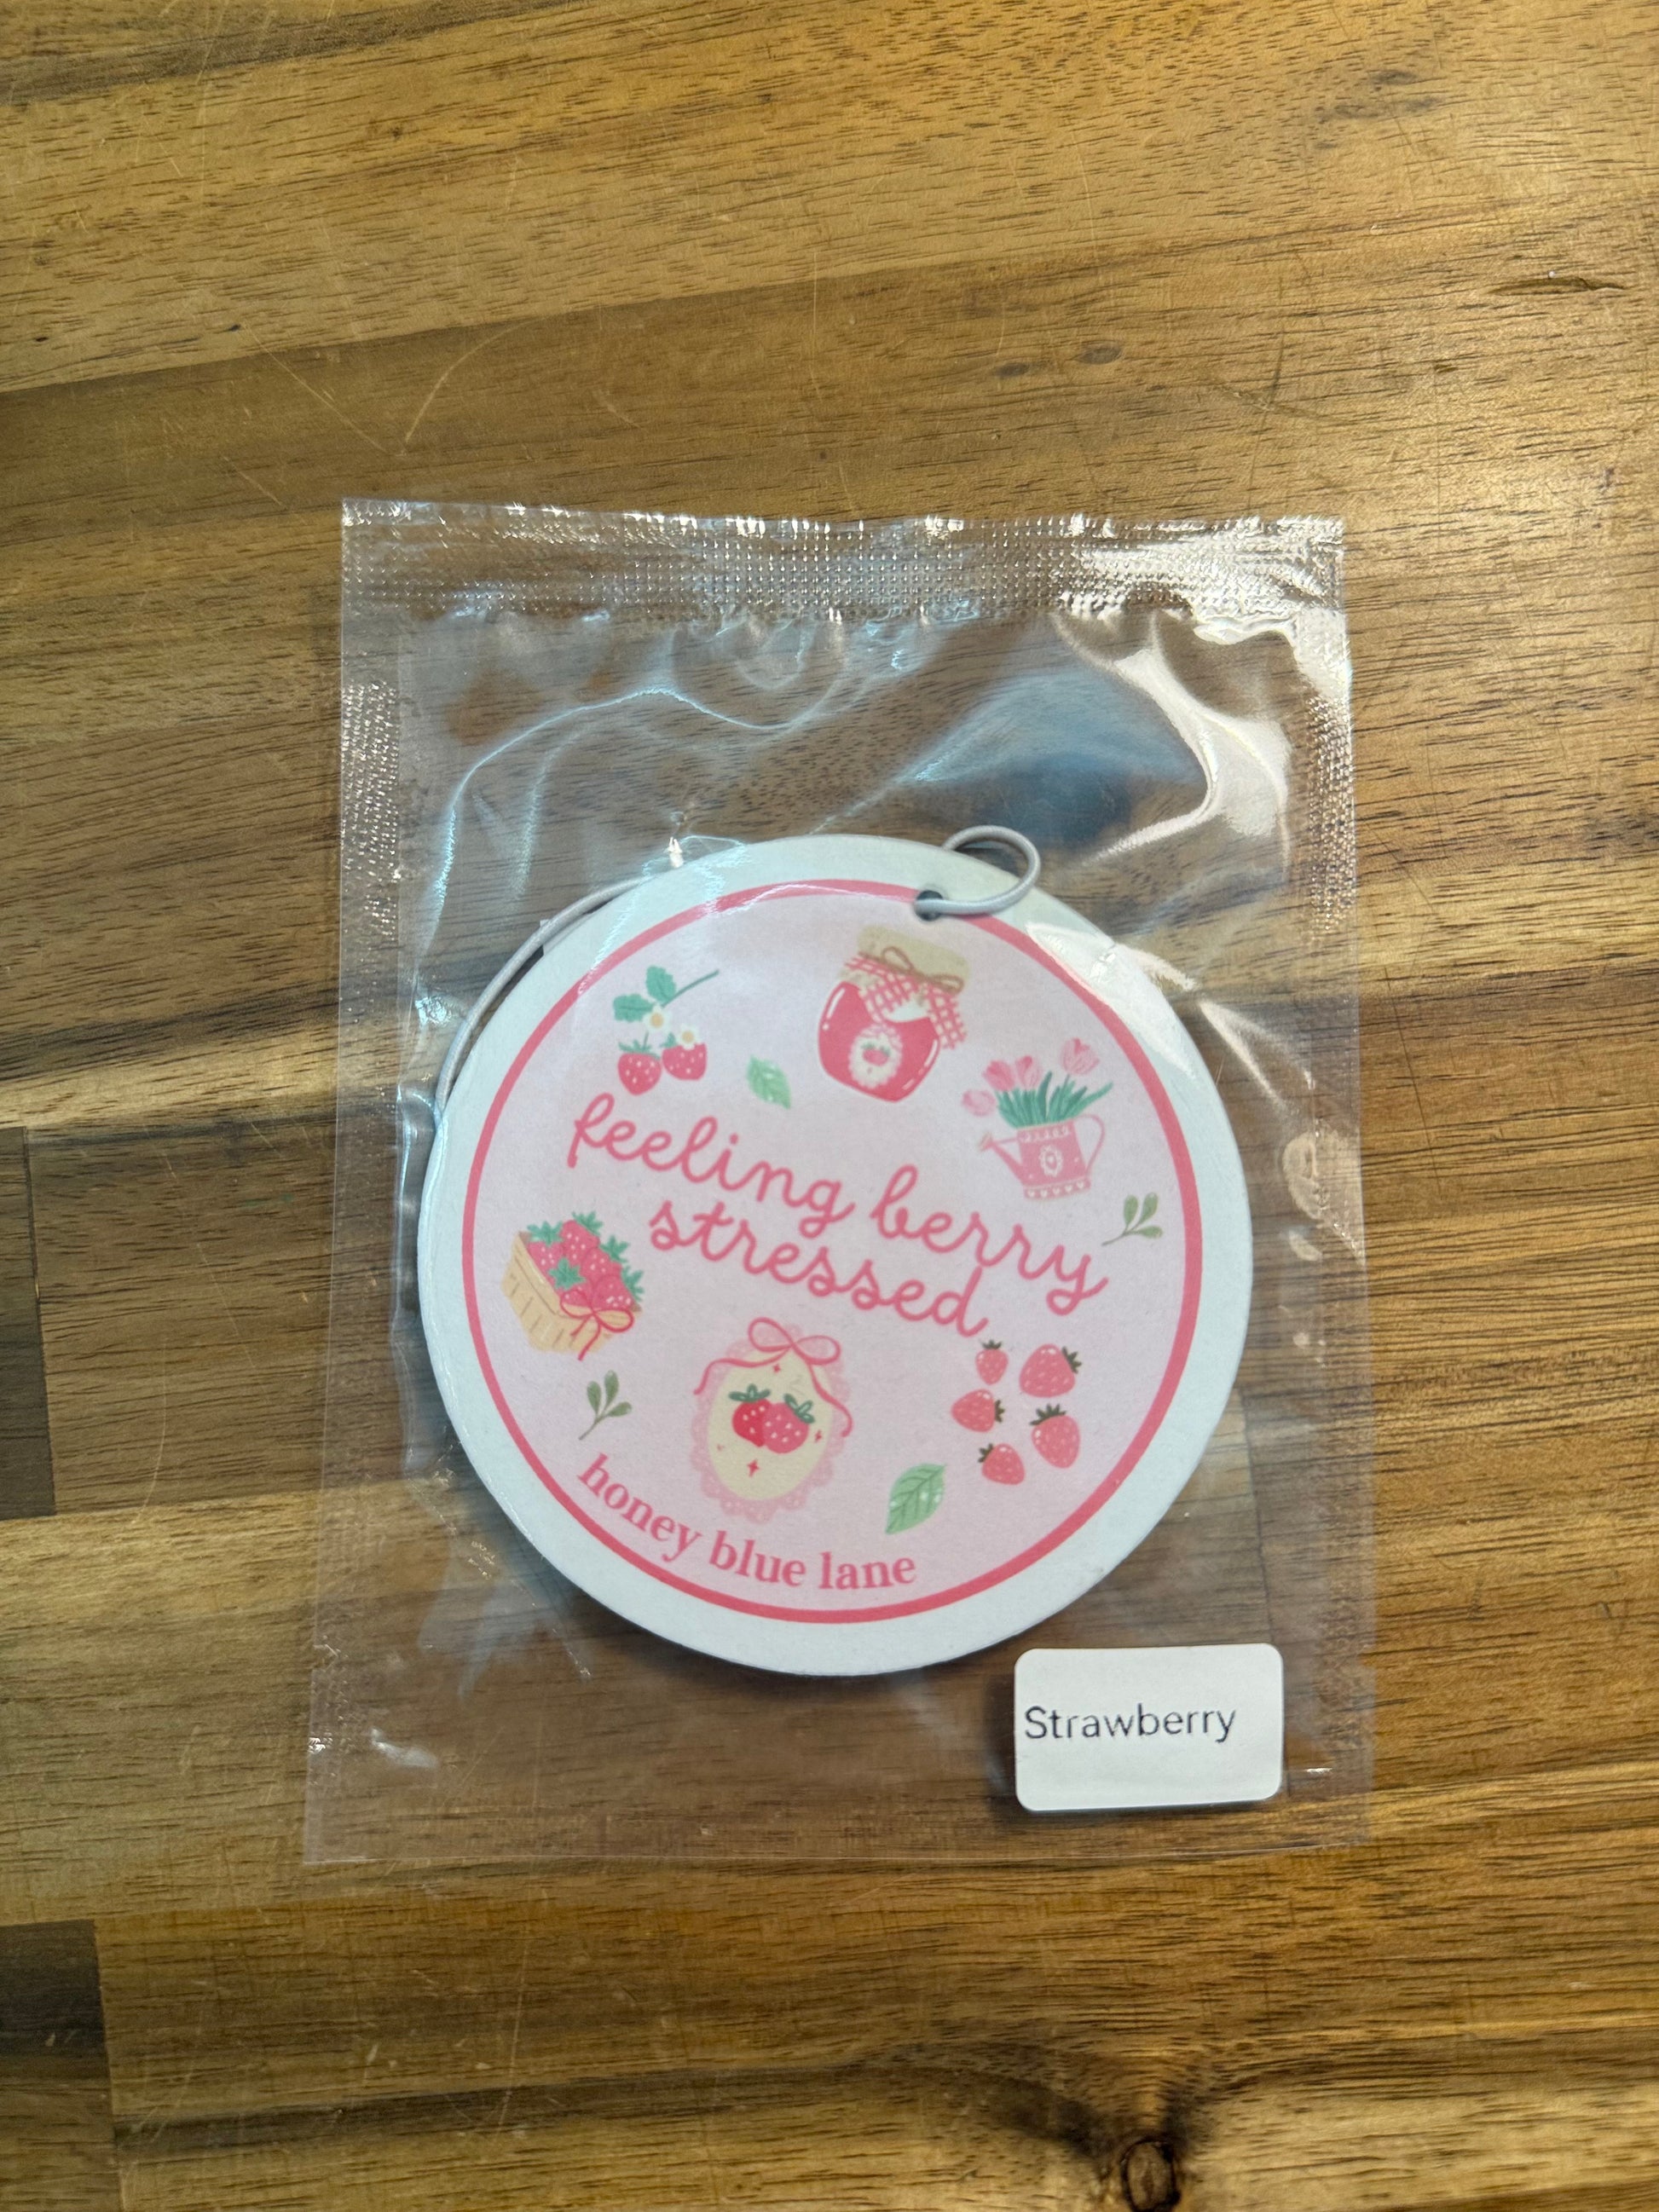 feeling berry
stressed
honey blue lane
Strawberry